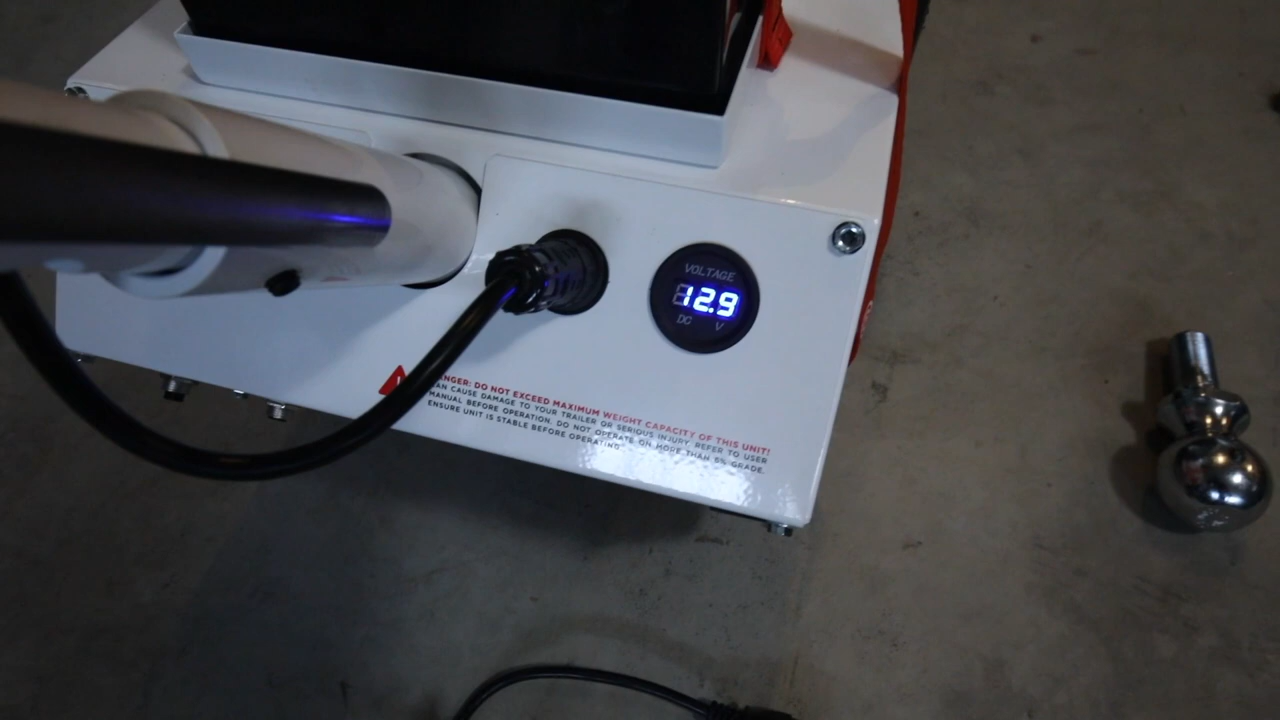 VOLTAGE
12.9
DC V
DANGER: DO NOT EXCEED MAXIMUM WEIGHT CAPACITY OF THIS UNIT!
CAN CAUSE DAMAGE TO YOUR TRAILER OR SERIOUS INJURY. REFER TO USER
MANUAL BEFORE OPERATION. DO NOT OPERATE ON MORE THAN 5% GRADE.
ENSURE UNIT IS STABLE BEFORE OPERATING